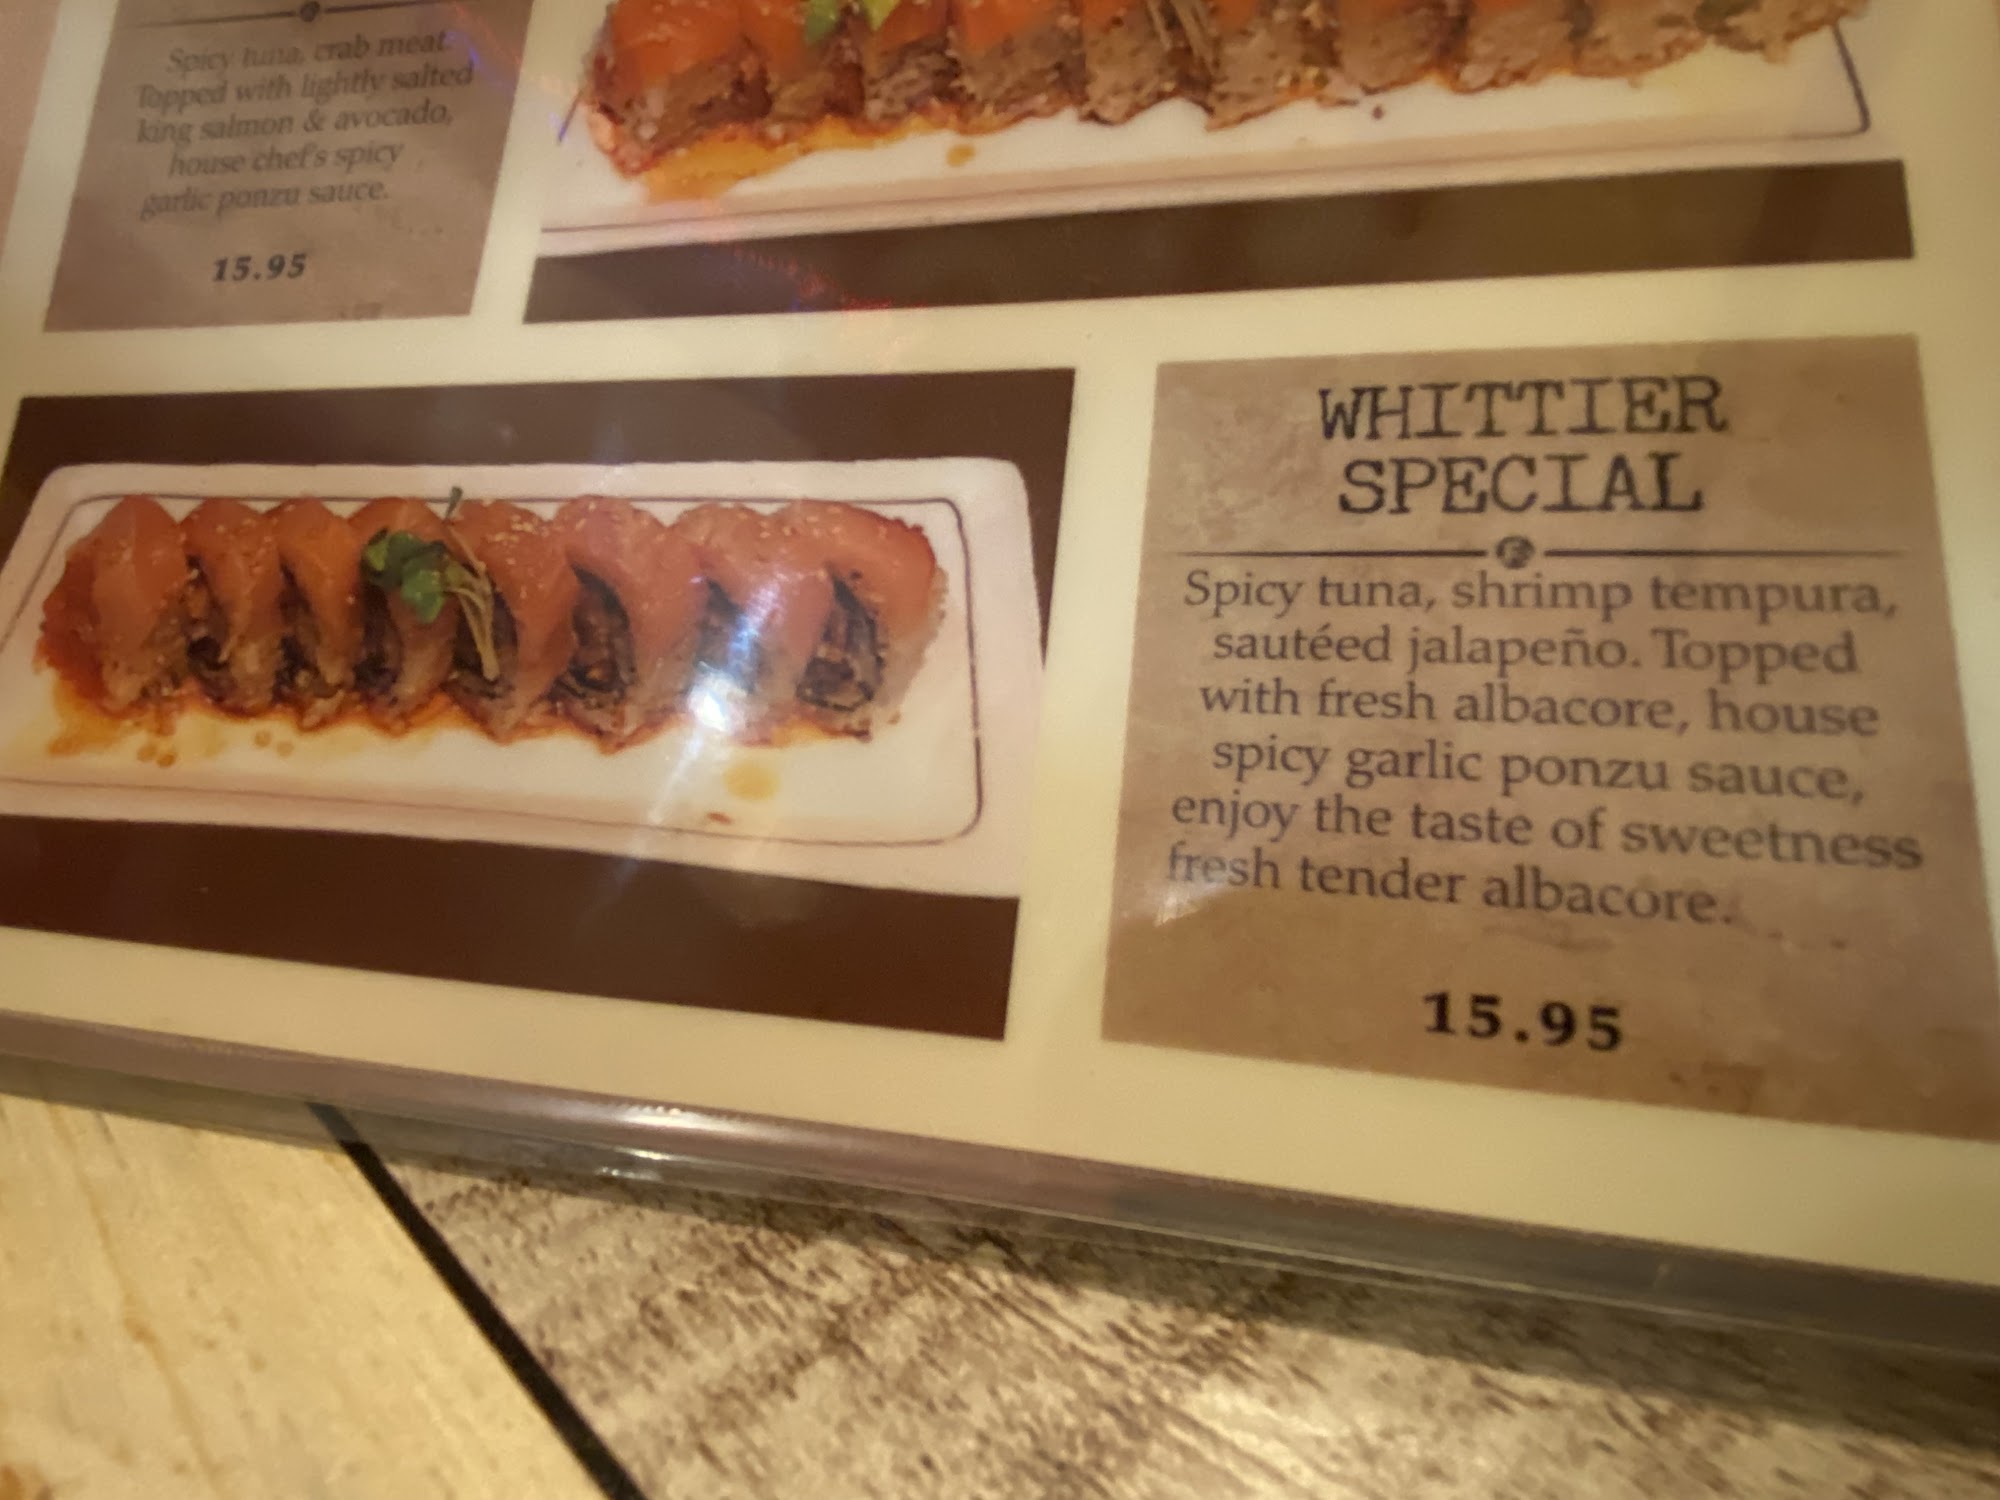 Spicy tuna, crab meat.
Topped with lightly salted
king salmon & avocado,
house chef's spicy
garlic ponzu sauce.
15.95
WHITTIER
SPECIAL
Spicy tuna, shrimp tempura,
sautéed jalapeño. Topped
with fresh albacore, house
spicy garlic ponzu sauce,
enjoy the taste of sweetness
fresh tender albacore.
15.95